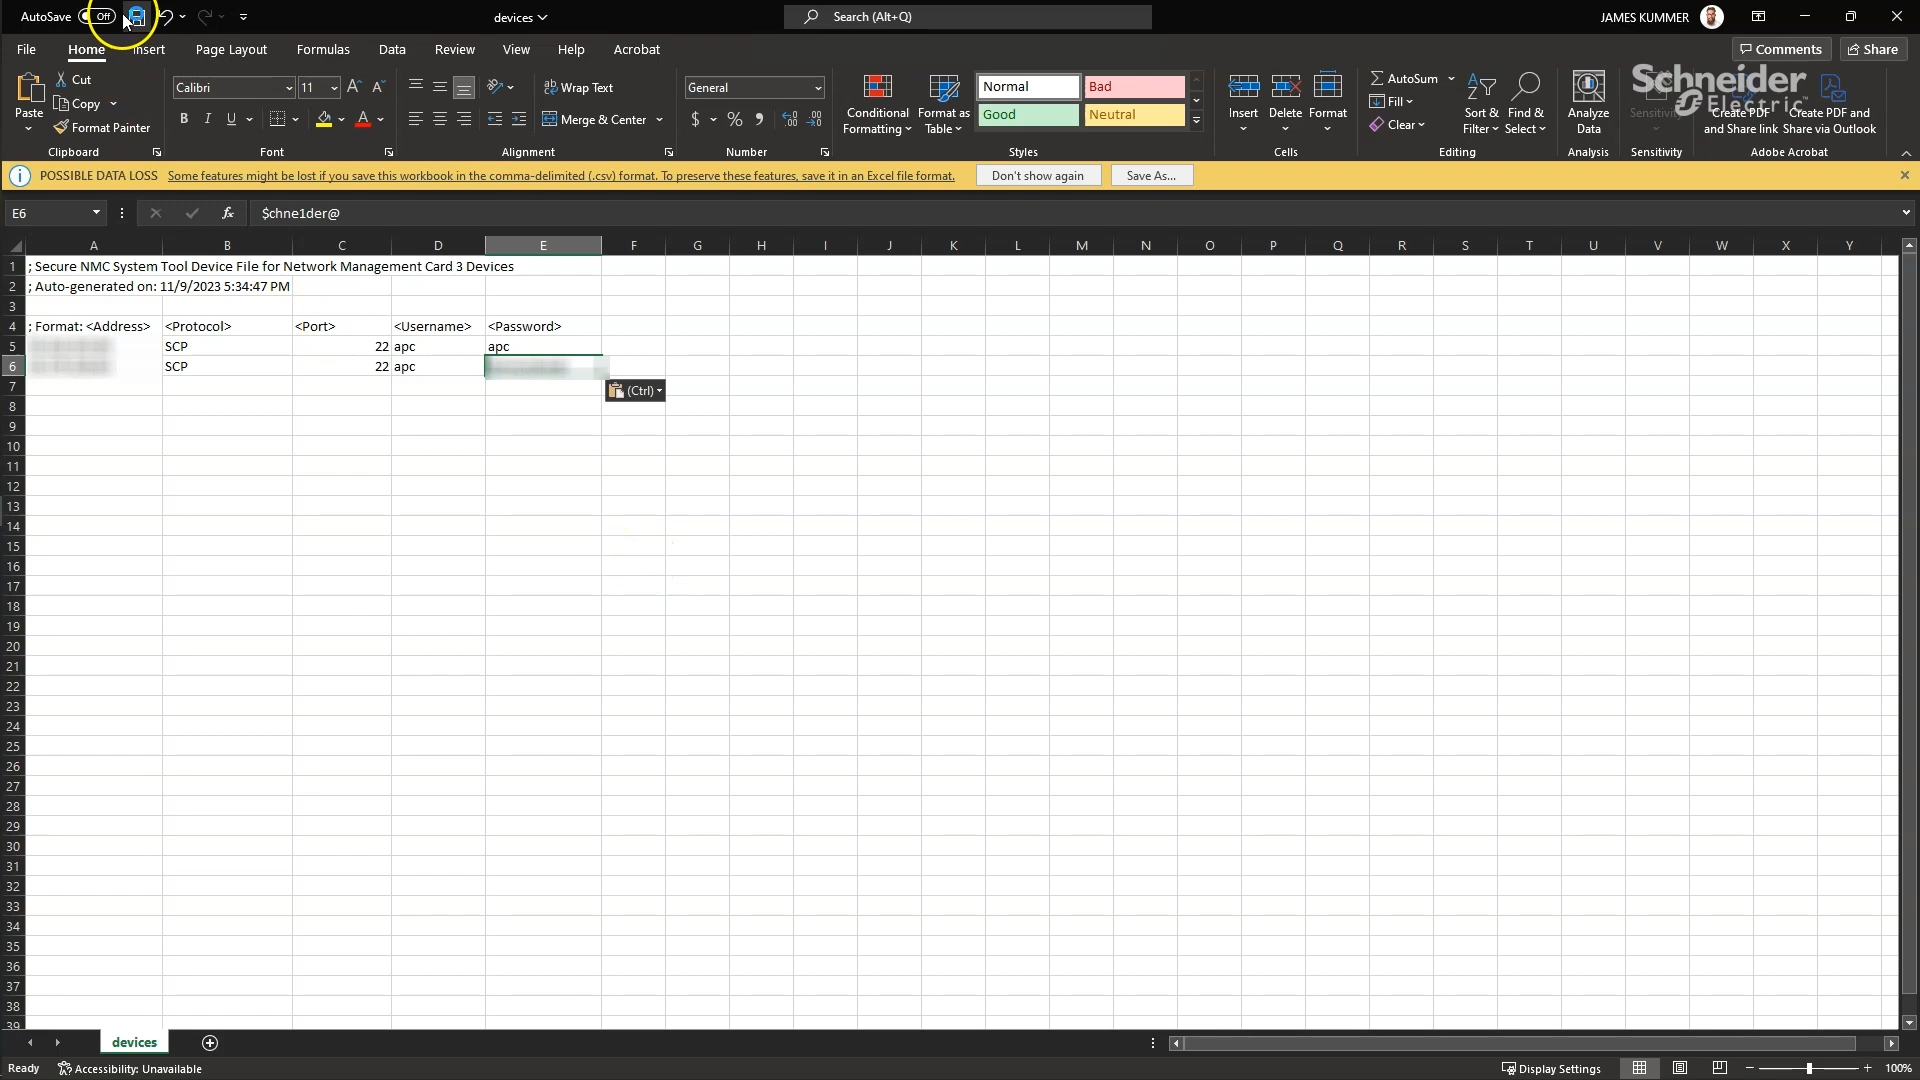 AutoSave Off devices Search (Alt+Q) JAMES KUMMER
File Home Insert Page Layout Formulas Data Review View Help Acrobat Comments Share
Paste Cut Copy Format Painter
Clipboard
Calibri 11
B I U
Font
Wrap Text
Merge & Center
Alignment
General
$ % 9
Number
Conditional Formatting
Format as Table
Normal Bad
Good Neutral
Styles
Insert Delete Format
Cells
AutoSum
Fill
Clear
Sort & Filter
Find & Select
Editing
Analyze Data
Analysis
Sensitivity
Sensitivity
Create PDF and Share link
Create PDF and Share via Outlook
Adobe Acrobat
Schneider Electric™
POSSIBLE DATA LOSS Some features might be lost if you save this workbook in the comma-delimited (.csv) format. To preserve these features, save it in an Excel file format. Don't show again Save As...
E6 fx $chne1der@
A B C D E F G H I J K L M N O P Q R S T U V W X Y
1 ; Secure NMC System Tool Device File for Network Management Card 3 Devices
2 ; Auto-generated on: 11/9/2023 5:34:47 PM
3
4 ; Format: <Address> <Protocol> <Port> <Username> <Password>
5 SCP 22 apc apc
6 SCP 22 apc
7 (Ctrl)
8
9
10
11
12
13
14
15
16
17
18
19
20
21
22
23
24
25
26
27
28
29
30
31
32
33
34
35
36
37
38
39
devices
Ready Accessibility: Unavailable Display Settings 100%